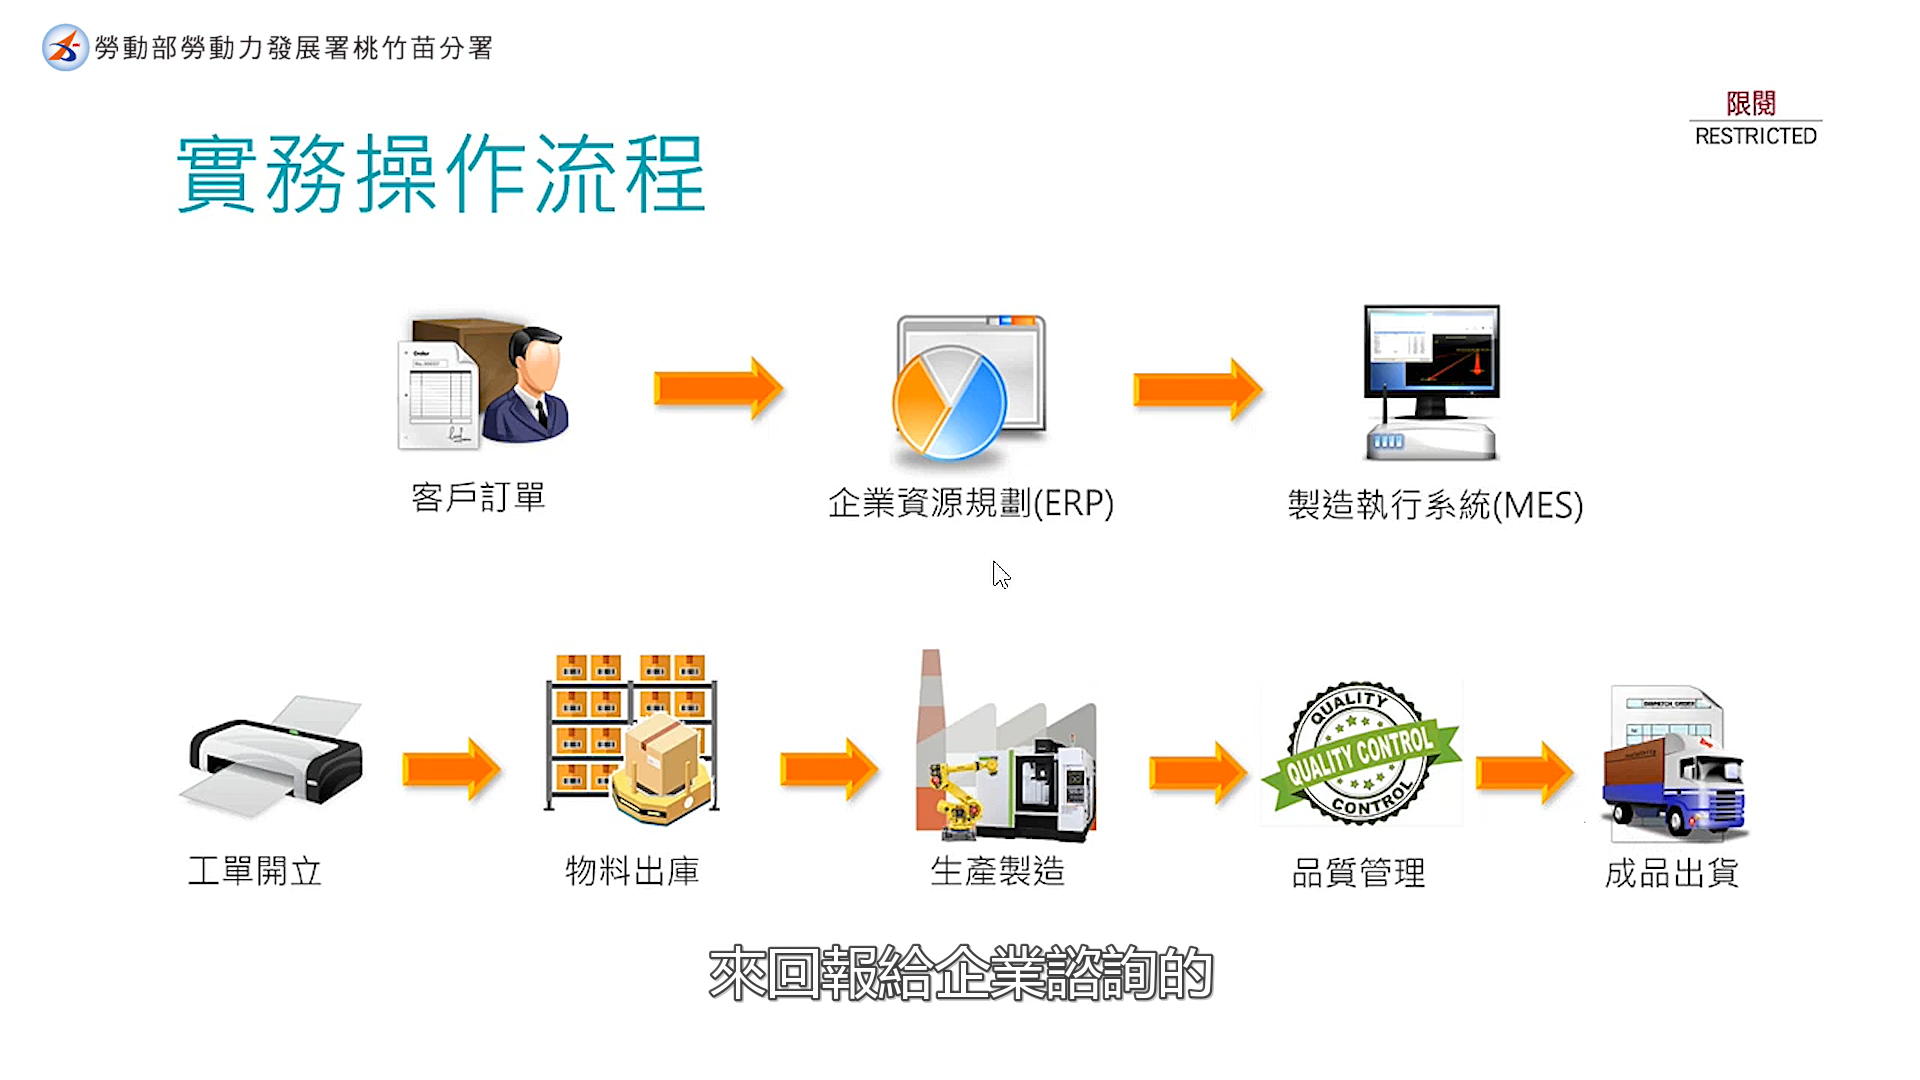 勞動部勞動力發展署桃竹苗分署
限閱
RESTRICTED
實務操作流程
Order
客戶訂單
企業資源規劃(ERP)
製造執行系統(MES)
工單開立
物料出庫
生產製造
QUALITY
QUALITY CONTROL
CONTROL
品質管理
DISPATCH ORDER
成品出貨
來回報給企業諮詢的